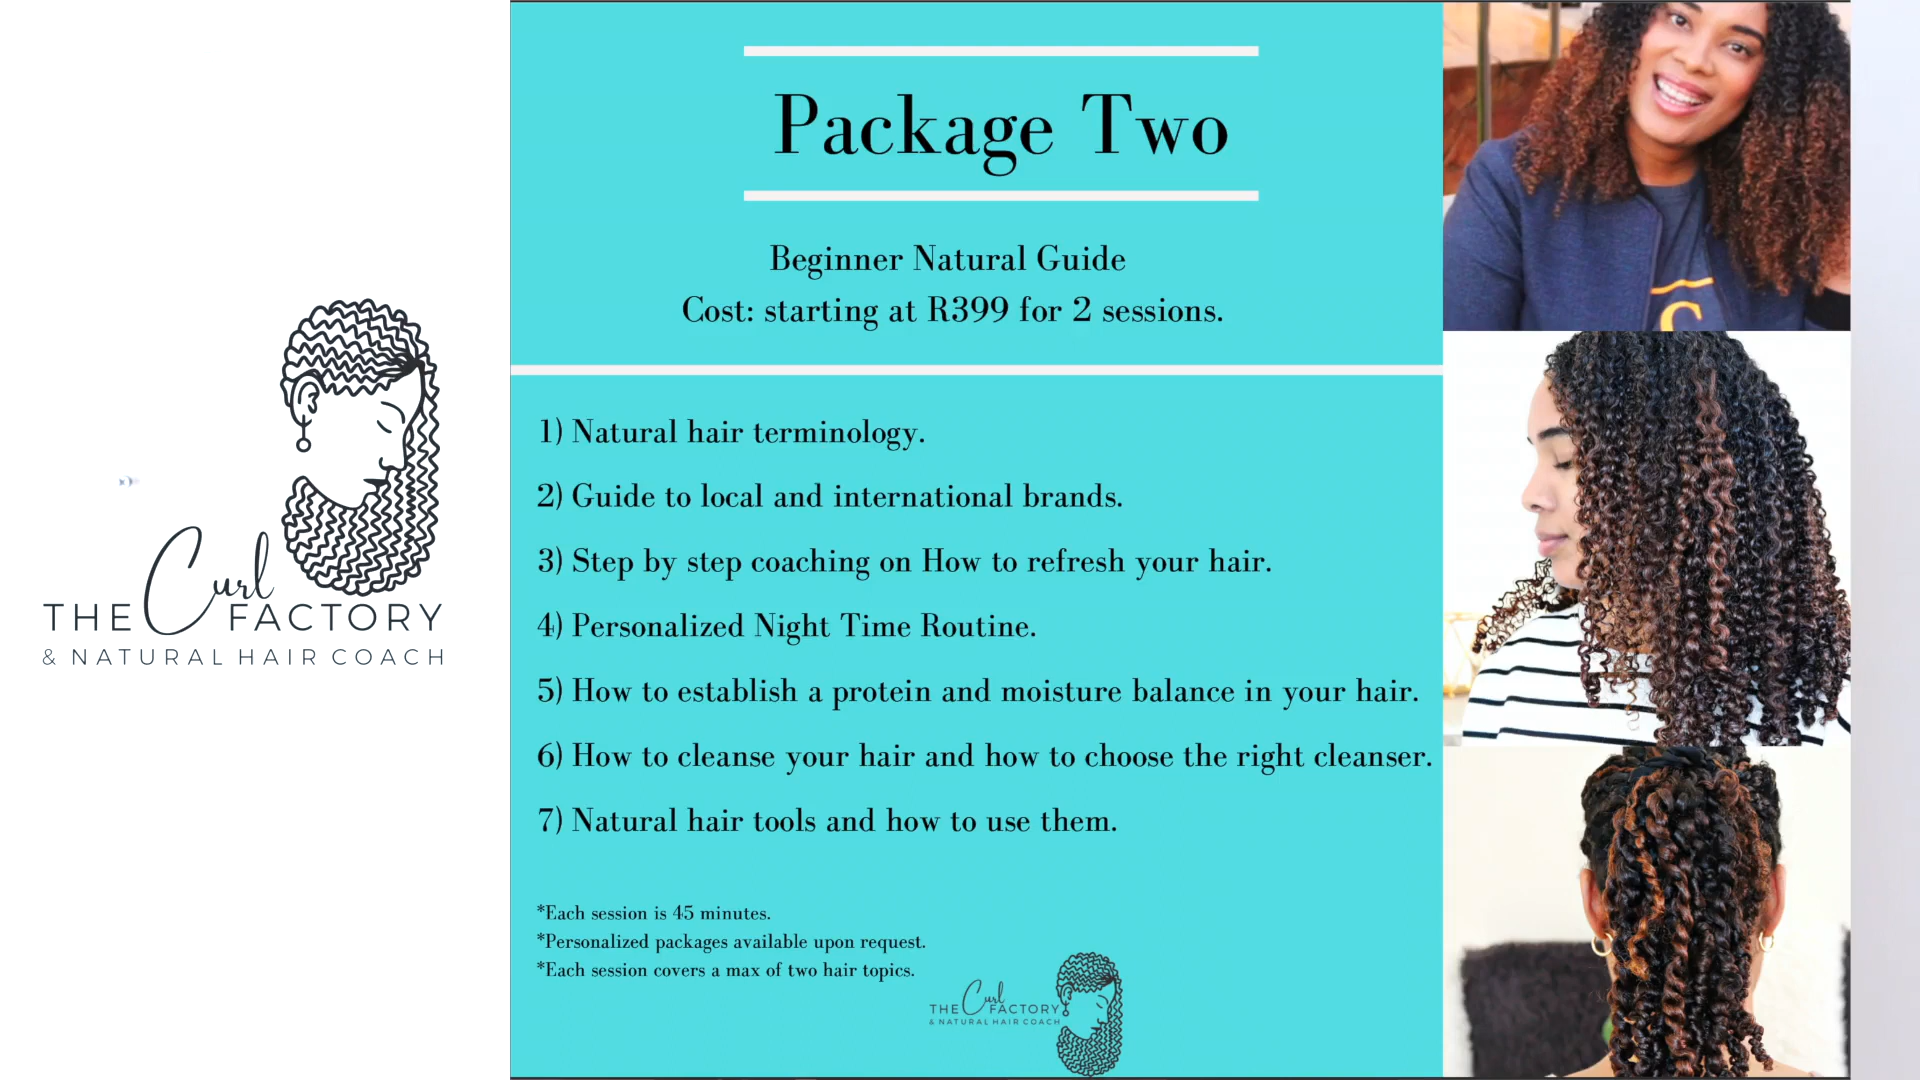 THE Curl FACTORY
& NATURAL HAIR COACH
Package Two
Beginner Natural Guide
Cost: starting at R399 for 2 sessions.
1) Natural hair terminology.
2) Guide to local and international brands.
3) Step by step coaching on How to refresh your hair.
4) Personalized Night Time Routine.
5) How to establish a protein and moisture balance in your hair.
6) How to cleanse your hair and how to choose the right cleanser.
7) Natural hair tools and how to use them.
*Each session is 45 minutes.
*Personalized packages available upon request.
*Each session covers a max of two hair topics.
THE Curl FACTORY
& NATURAL HAIR COACH